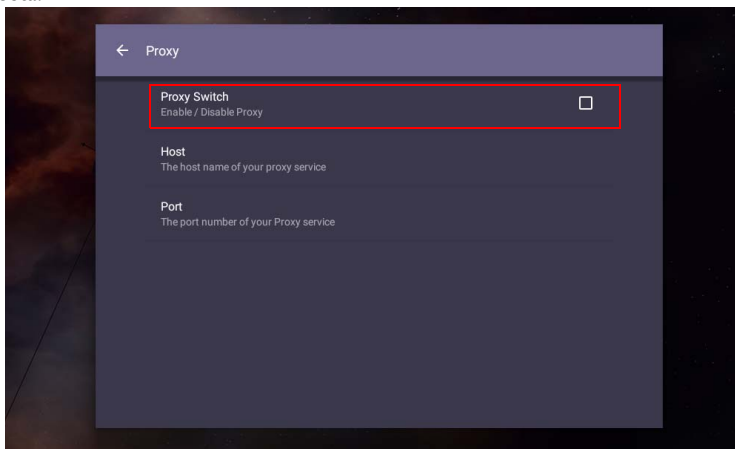 Proxy
Proxy Switch
Enable / Disable Proxy
Host
The host name of your proxy service
Port
The port number of your Proxy service